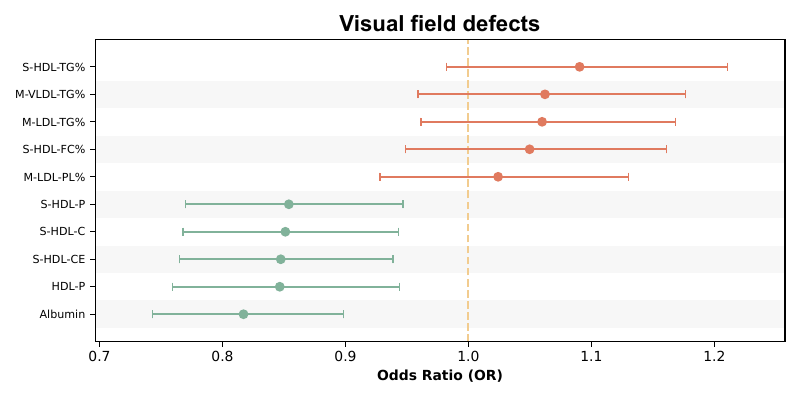 Visual field defects
S-HDL-TG%
M-VLDL-TG%
M-LDL-TG%
S-HDL-FC%
M-LDL-PL%
S-HDL-P
S-HDL-C
S-HDL-CE
HDL-P
Albumin
0.7 0.8 0.9 1.0 1.1 1.2
Odds Ratio (OR)